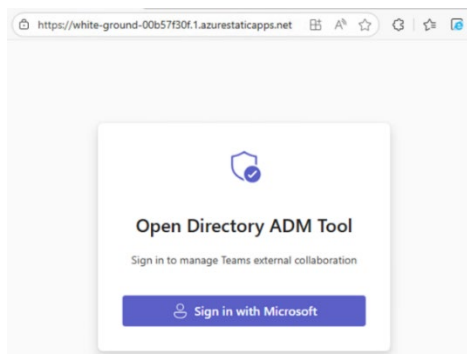 https://white-ground-00b57f30f.1.azurestaticapps.net
Open Directory ADM Tool
Sign in to manage Teams external collaboration
Sign in with Microsoft